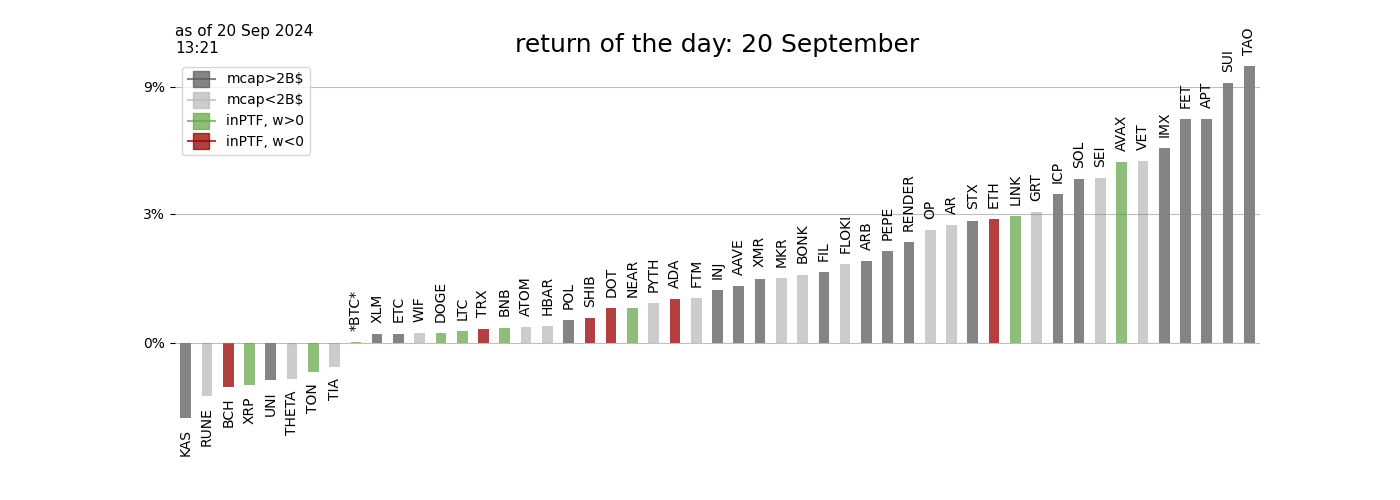 as of 20 Sep 2024
13:21
return of the day: 20 September
mcap>2B$
mcap<2B$
inPTF, w>0
inPTF, w<0
9%
3%
0%
KAS
RUNE
BCH
XRP
UNI
THETA
TON
TIA
*BTC*
XLM
ETC
WIF
DOGE
LTC
TRX
BNB
ATOM
HBAR
POL
SHIB
DOT
NEAR
PYTH
ADA
FTM
INJ
AAVE
XMR
MKR
BONK
FIL
FLOKI
ARB
PEPE
RENDER
OP
AR
STX
ETH
LINK
GRT
ICP
SOL
SEI
AVAX
VET
IMX
FET
APT
SUI
TAO